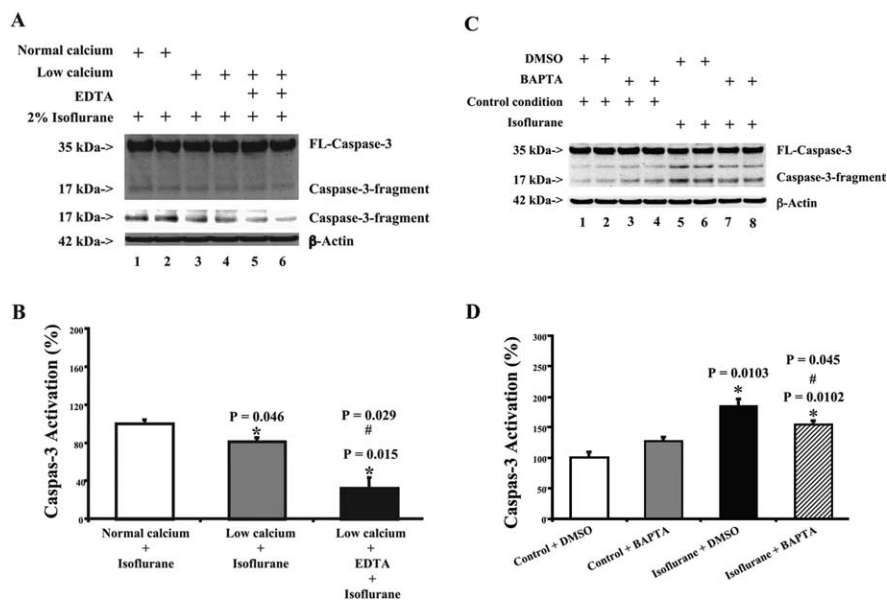 A
Normal calcium + +
Low calcium + + + +
EDTA + +
2% Isoflurane + + + + + +
35 kDa-> FL-Caspase-3
17 kDa-> Caspase-3-fragment
17 kDa-> Caspase-3-fragment
42 kDa-> β-Actin
1 2 3 4 5 6
B
Caspas-3 Activation (%)
200
160
120
80
40
0
P = 0.046
*
P = 0.029
#
P = 0.015
*
Normal calcium
+
Isoflurane
Low calcium
+
Isoflurane
Low calcium
+
EDTA
+
Isoflurane
C
DMSO + + + +
BAPTA + + + +
Control condition + + + +
Isoflurane + + + +
35 kDa-> FL-Caspase-3
17 kDa-> Caspase-3-fragment
42 kDa-> β-Actin
1 2 3 4 5 6 7 8
D
Caspas-3 Activation (%)
300
250
200
150
100
50
0
P = 0.0103
*
P = 0.045
#
P = 0.0102
*
Control + DMSO
Control + BAPTA
Isoflurane + DMSO
Isoflurane + BAPTA